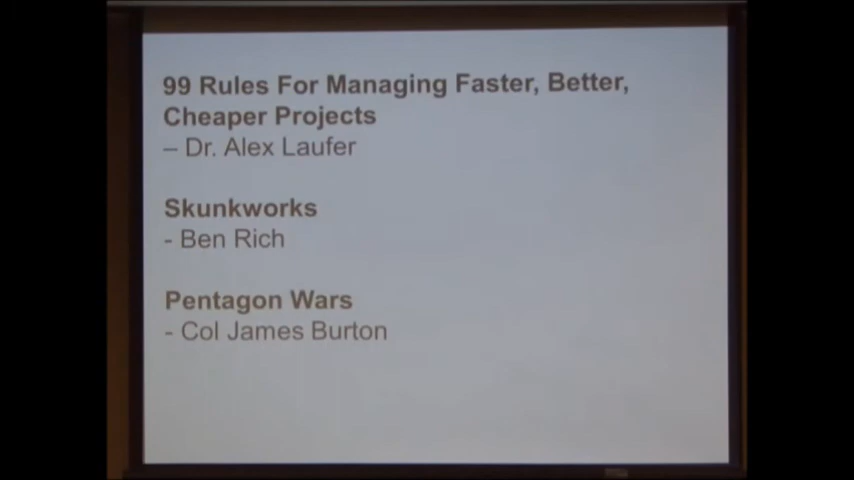 99 Rules For Managing Faster, Better,
Cheaper Projects
– Dr. Alex Laufer
Skunkworks
- Ben Rich
Pentagon Wars
- Col James Burton